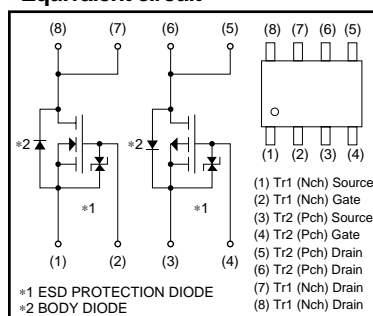 Equivalent circuit
(8) (7) (6) (5)
∗2 ∗2
∗1 ∗1
(1) (2) (3) (4)
∗1 ESD PROTECTION DIODE
∗2 BODY DIODE
(8) (7) (6) (5)
(1) (2) (3) (4)
(1) Tr1 (Nch) Source
(2) Tr1 (Nch) Gate
(3) Tr2 (Pch) Source
(4) Tr2 (Pch) Gate
(5) Tr2 (Pch) Drain
(6) Tr2 (Pch) Drain
(7) Tr1 (Nch) Drain
(8) Tr1 (Nch) Drain